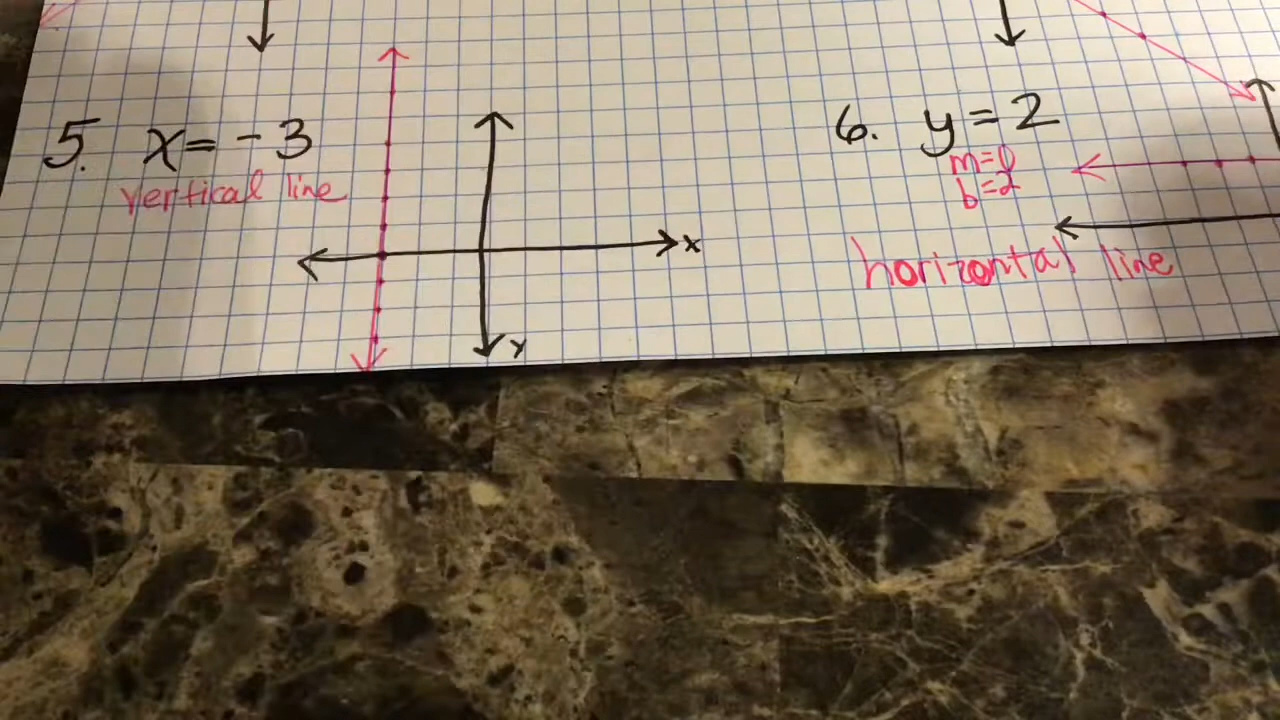 5. x = -3
vertical line
x
y
6. y = 2
m=0
b=2
horizontal line